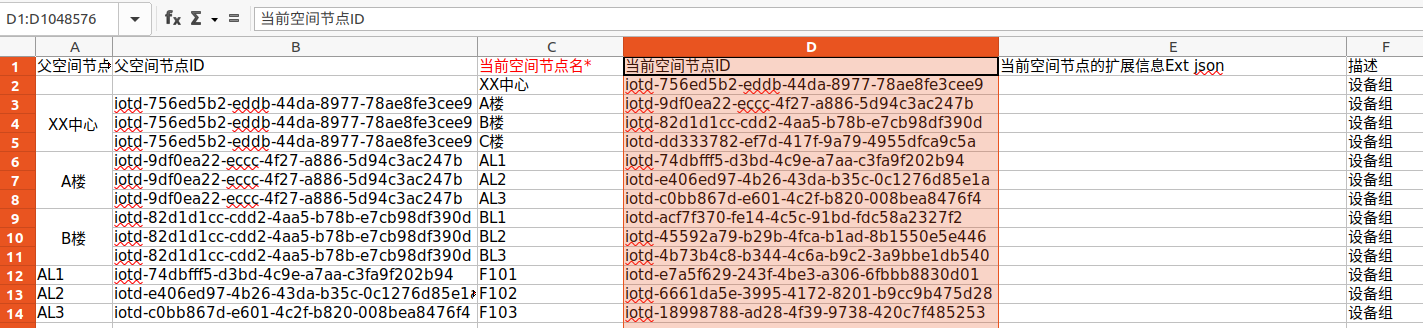 D1:D1048576 fx Σ = 当前空间节点ID
A B C D E F
1 父空间节点 父空间节点ID 当前空间节点名* 当前空间节点ID 当前空间节点的扩展信息Ext json 描述
2 XX中心 iotd-756ed5b2-eddb-44da-8977-78ae8fe3cee9 设备组
3 iotd-756ed5b2-eddb-44da-8977-78ae8fe3cee9 A楼 iotd-9df0ea22-eccc-4f27-a886-5d94c3ac247b 设备组
4 XX中心 iotd-756ed5b2-eddb-44da-8977-78ae8fe3cee9 B楼 iotd-82d1d1cc-cdd2-4aa5-b78b-e7cb98df390d 设备组
5 iotd-756ed5b2-eddb-44da-8977-78ae8fe3cee9 C楼 iotd-dd333782-ef7d-417f-9a79-4955dfca9c5a 设备组
6 iotd-9df0ea22-eccc-4f27-a886-5d94c3ac247b AL1 iotd-74dbfff5-d3bd-4c9e-a7aa-c3fa9f202b94 设备组
7 A楼 iotd-9df0ea22-eccc-4f27-a886-5d94c3ac247b AL2 iotd-e406ed97-4b26-43da-b35c-0c1276d85e1a 设备组
8 iotd-9df0ea22-eccc-4f27-a886-5d94c3ac247b AL3 iotd-c0bb867d-e601-4c2f-b820-008bea8476f4 设备组
9 iotd-82d1d1cc-cdd2-4aa5-b78b-e7cb98df390d BL1 iotd-acf7f370-fe14-4c5c-91bd-fdc58a2327f2 设备组
10 B楼 iotd-82d1d1cc-cdd2-4aa5-b78b-e7cb98df390d BL2 iotd-45592a79-b29b-4fca-b1ad-8b1550e5e446 设备组
11 iotd-82d1d1cc-cdd2-4aa5-b78b-e7cb98df390d BL3 iotd-4b73b4c8-b344-4c6a-b9c2-3a9bbe1db540 设备组
12 AL1 iotd-74dbfff5-d3bd-4c9e-a7aa-c3fa9f202b94 F101 iotd-e7a5f629-243f-4be3-a306-6fbbb8830d01 设备组
13 AL2 iotd-e406ed97-4b26-43da-b35c-0c1276d85e1a F102 iotd-6661da5e-3995-4172-8201-b9cc9b475d28 设备组
14 AL3 iotd-c0bb867d-e601-4c2f-b820-008bea8476f4 F103 iotd-18998788-ad28-4f39-9738-420c7f485253 设备组